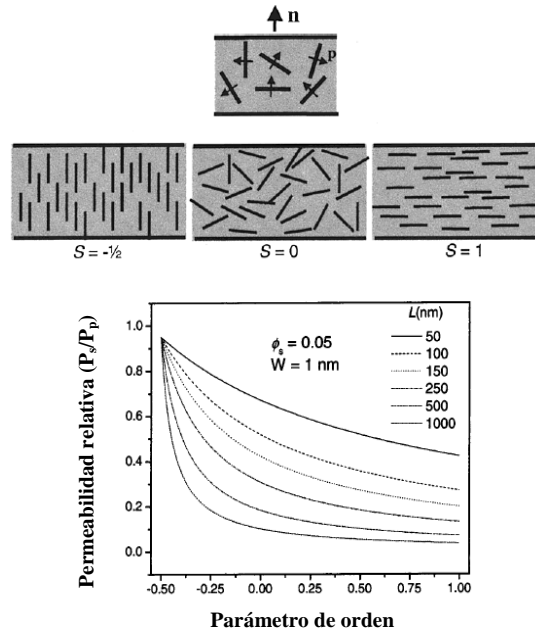 n
p
S = -½
S = 0
S = 1
Permeabilidad relativa (Ps/Pp)
1.0
0.8
0.6
0.4
0.2
0.0
ϕs = 0.05
W = 1 nm
L(nm)
50
100
150
250
500
1000
-0.50 -0.25 0.00 0.25 0.50 0.75 1.00
Parámetro de orden